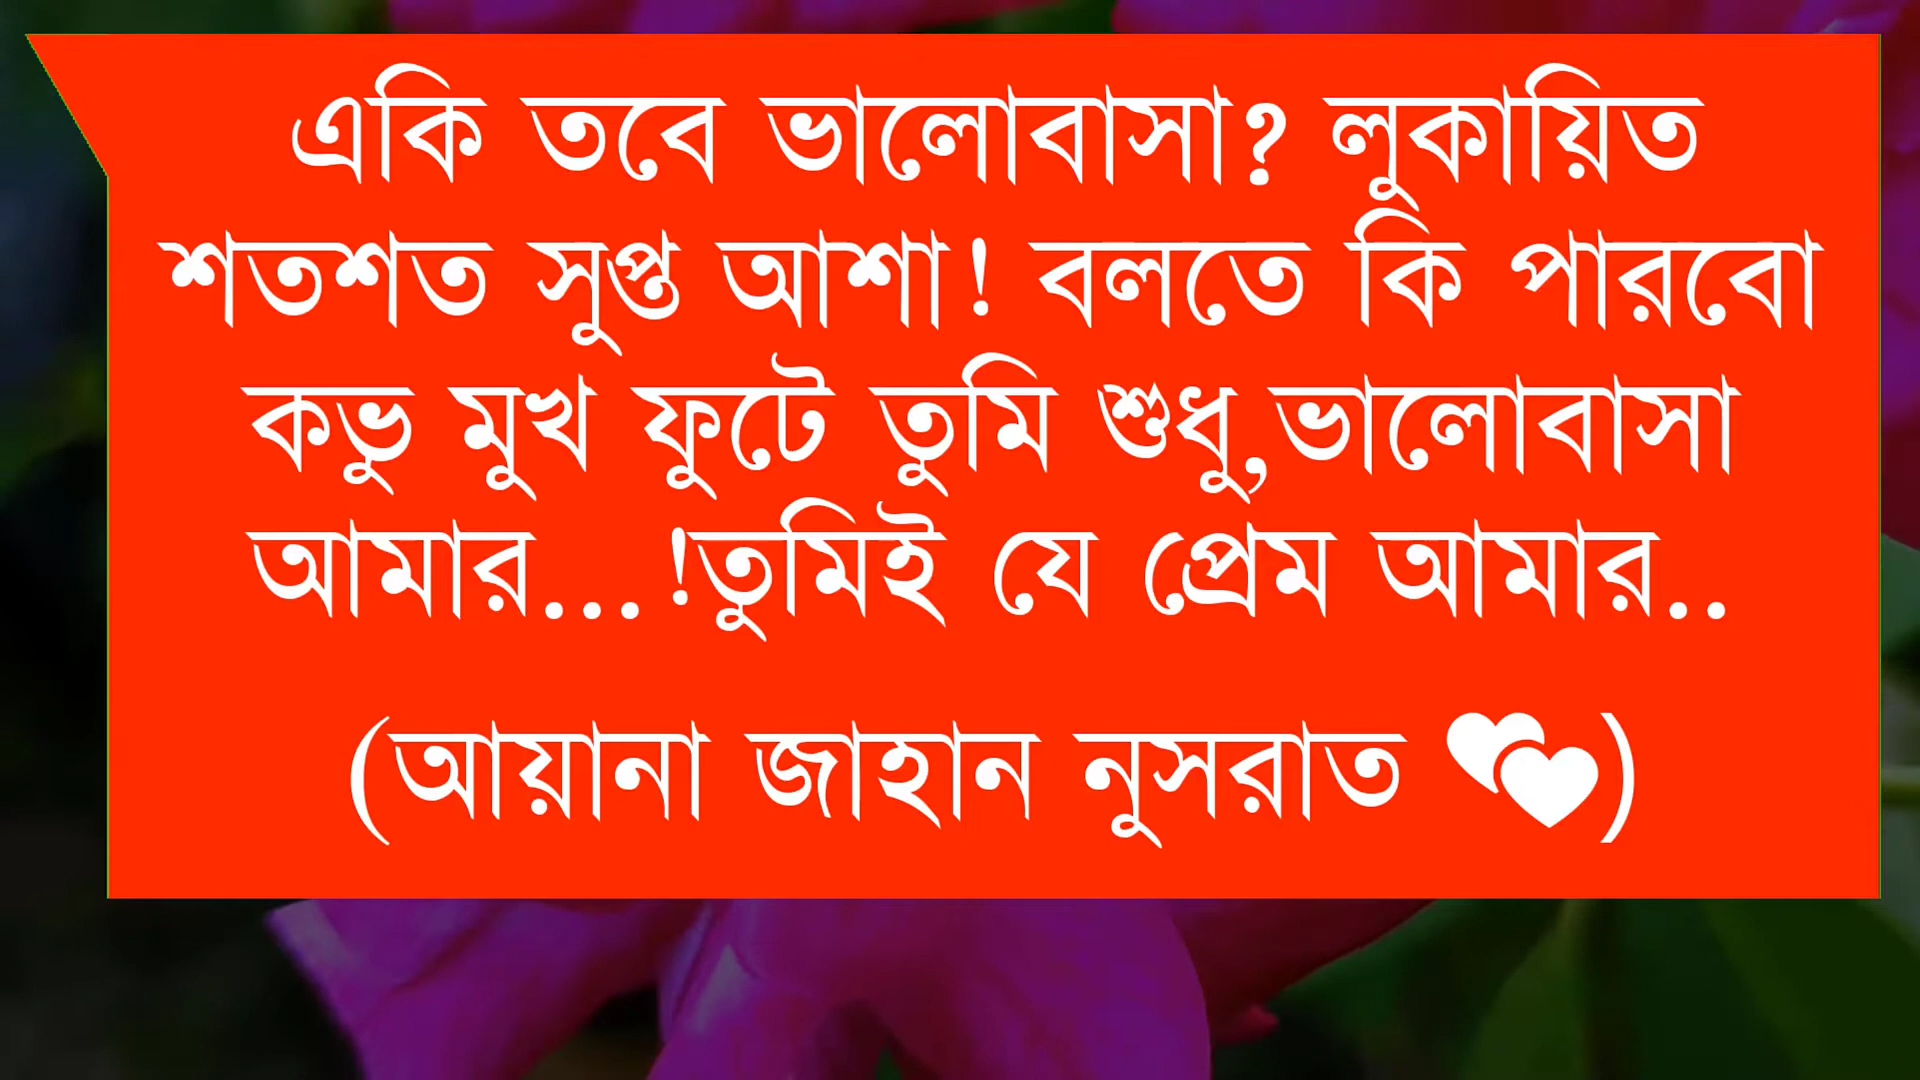 একি তবে ভালোবাসা? লুকায়িত
শতশত সুপ্ত আশা! বলতে কি পারবো
কভু মুখ ফুটে তুমি শুধু,ভালোবাসা
আমার...!তুমিই যে প্রেম আমার..
(আয়ানা জাহান নুসরাত 💕)